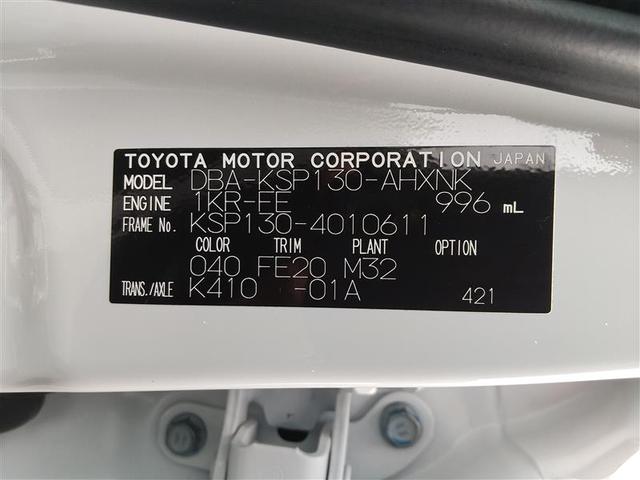 TOYOTA MOTOR CORPORATION JAPAN
MODEL DBA-KSP130-AHXNK
ENGINE 1KR-FE 996 mL
FRAME No. KSP130-4010611
COLOR TRIM PLANT OPTION
040 FE20 M32
TRANS./AXLE K410 -01A 421